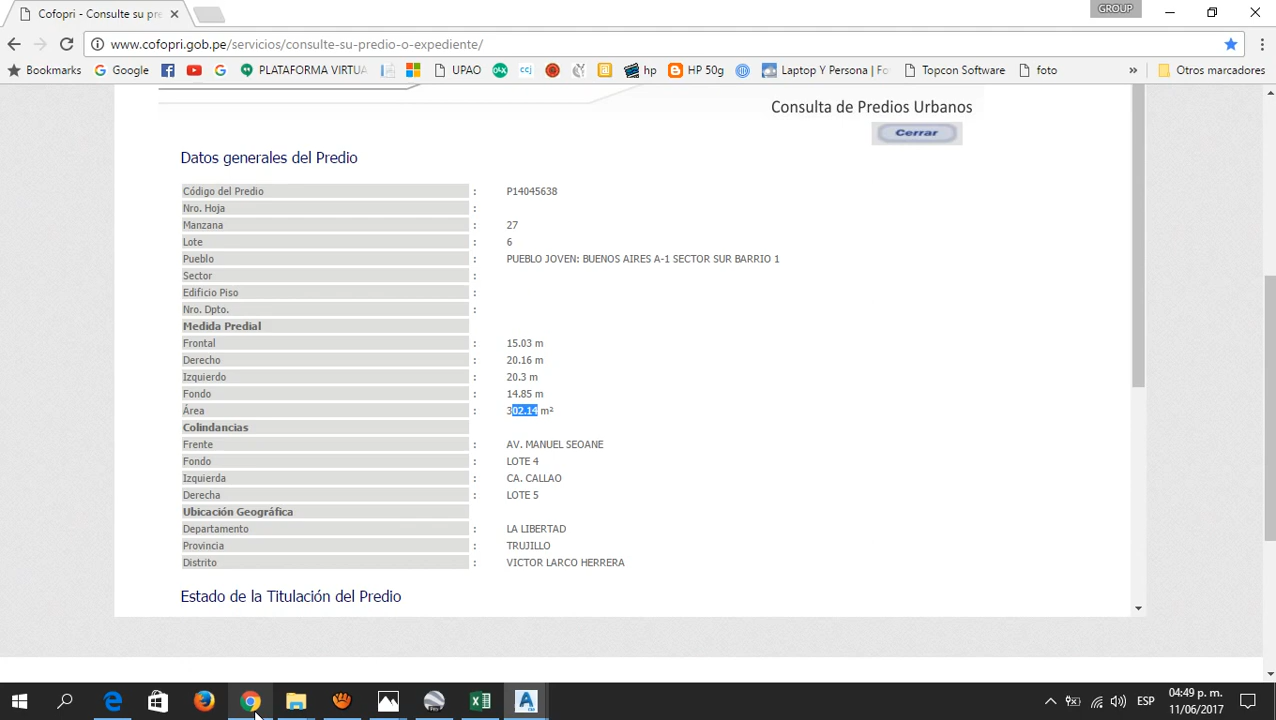 Cofopri - Consulte su pre
GROUP
www.cofopri.gob.pe/servicios/consulte-su-predio-o-expediente/
Bookmarks Google PLATAFORMA VIRTUA UPAO OLX ccj hp HP 50g Laptop Y Persona | Fo Topcon Software foto » Otros marcadores
Consulta de Predios Urbanos
Cerrar
Datos generales del Predio
Código del Predio : P14045638
Nro. Hoja :
Manzana : 27
Lote : 6
Pueblo : PUEBLO JOVEN: BUENOS AIRES A-1 SECTOR SUR BARRIO 1
Sector :
Edificio Piso :
Nro. Dpto. :
Medida Predial
Frontal : 15.03 m
Derecho : 20.16 m
Izquierdo : 20.3 m
Fondo : 14.85 m
Área : 302.14 m²
Colindancias
Frente : AV. MANUEL SEOANE
Fondo : LOTE 4
Izquierda : CA. CALLAO
Derecha : LOTE 5
Ubicación Geográfica
Departamento : LA LIBERTAD
Provincia : TRUJILLO
Distrito : VICTOR LARCO HERRERA
Estado de la Titulación del Predio
ESP
04:49 p. m.
11/06/2017